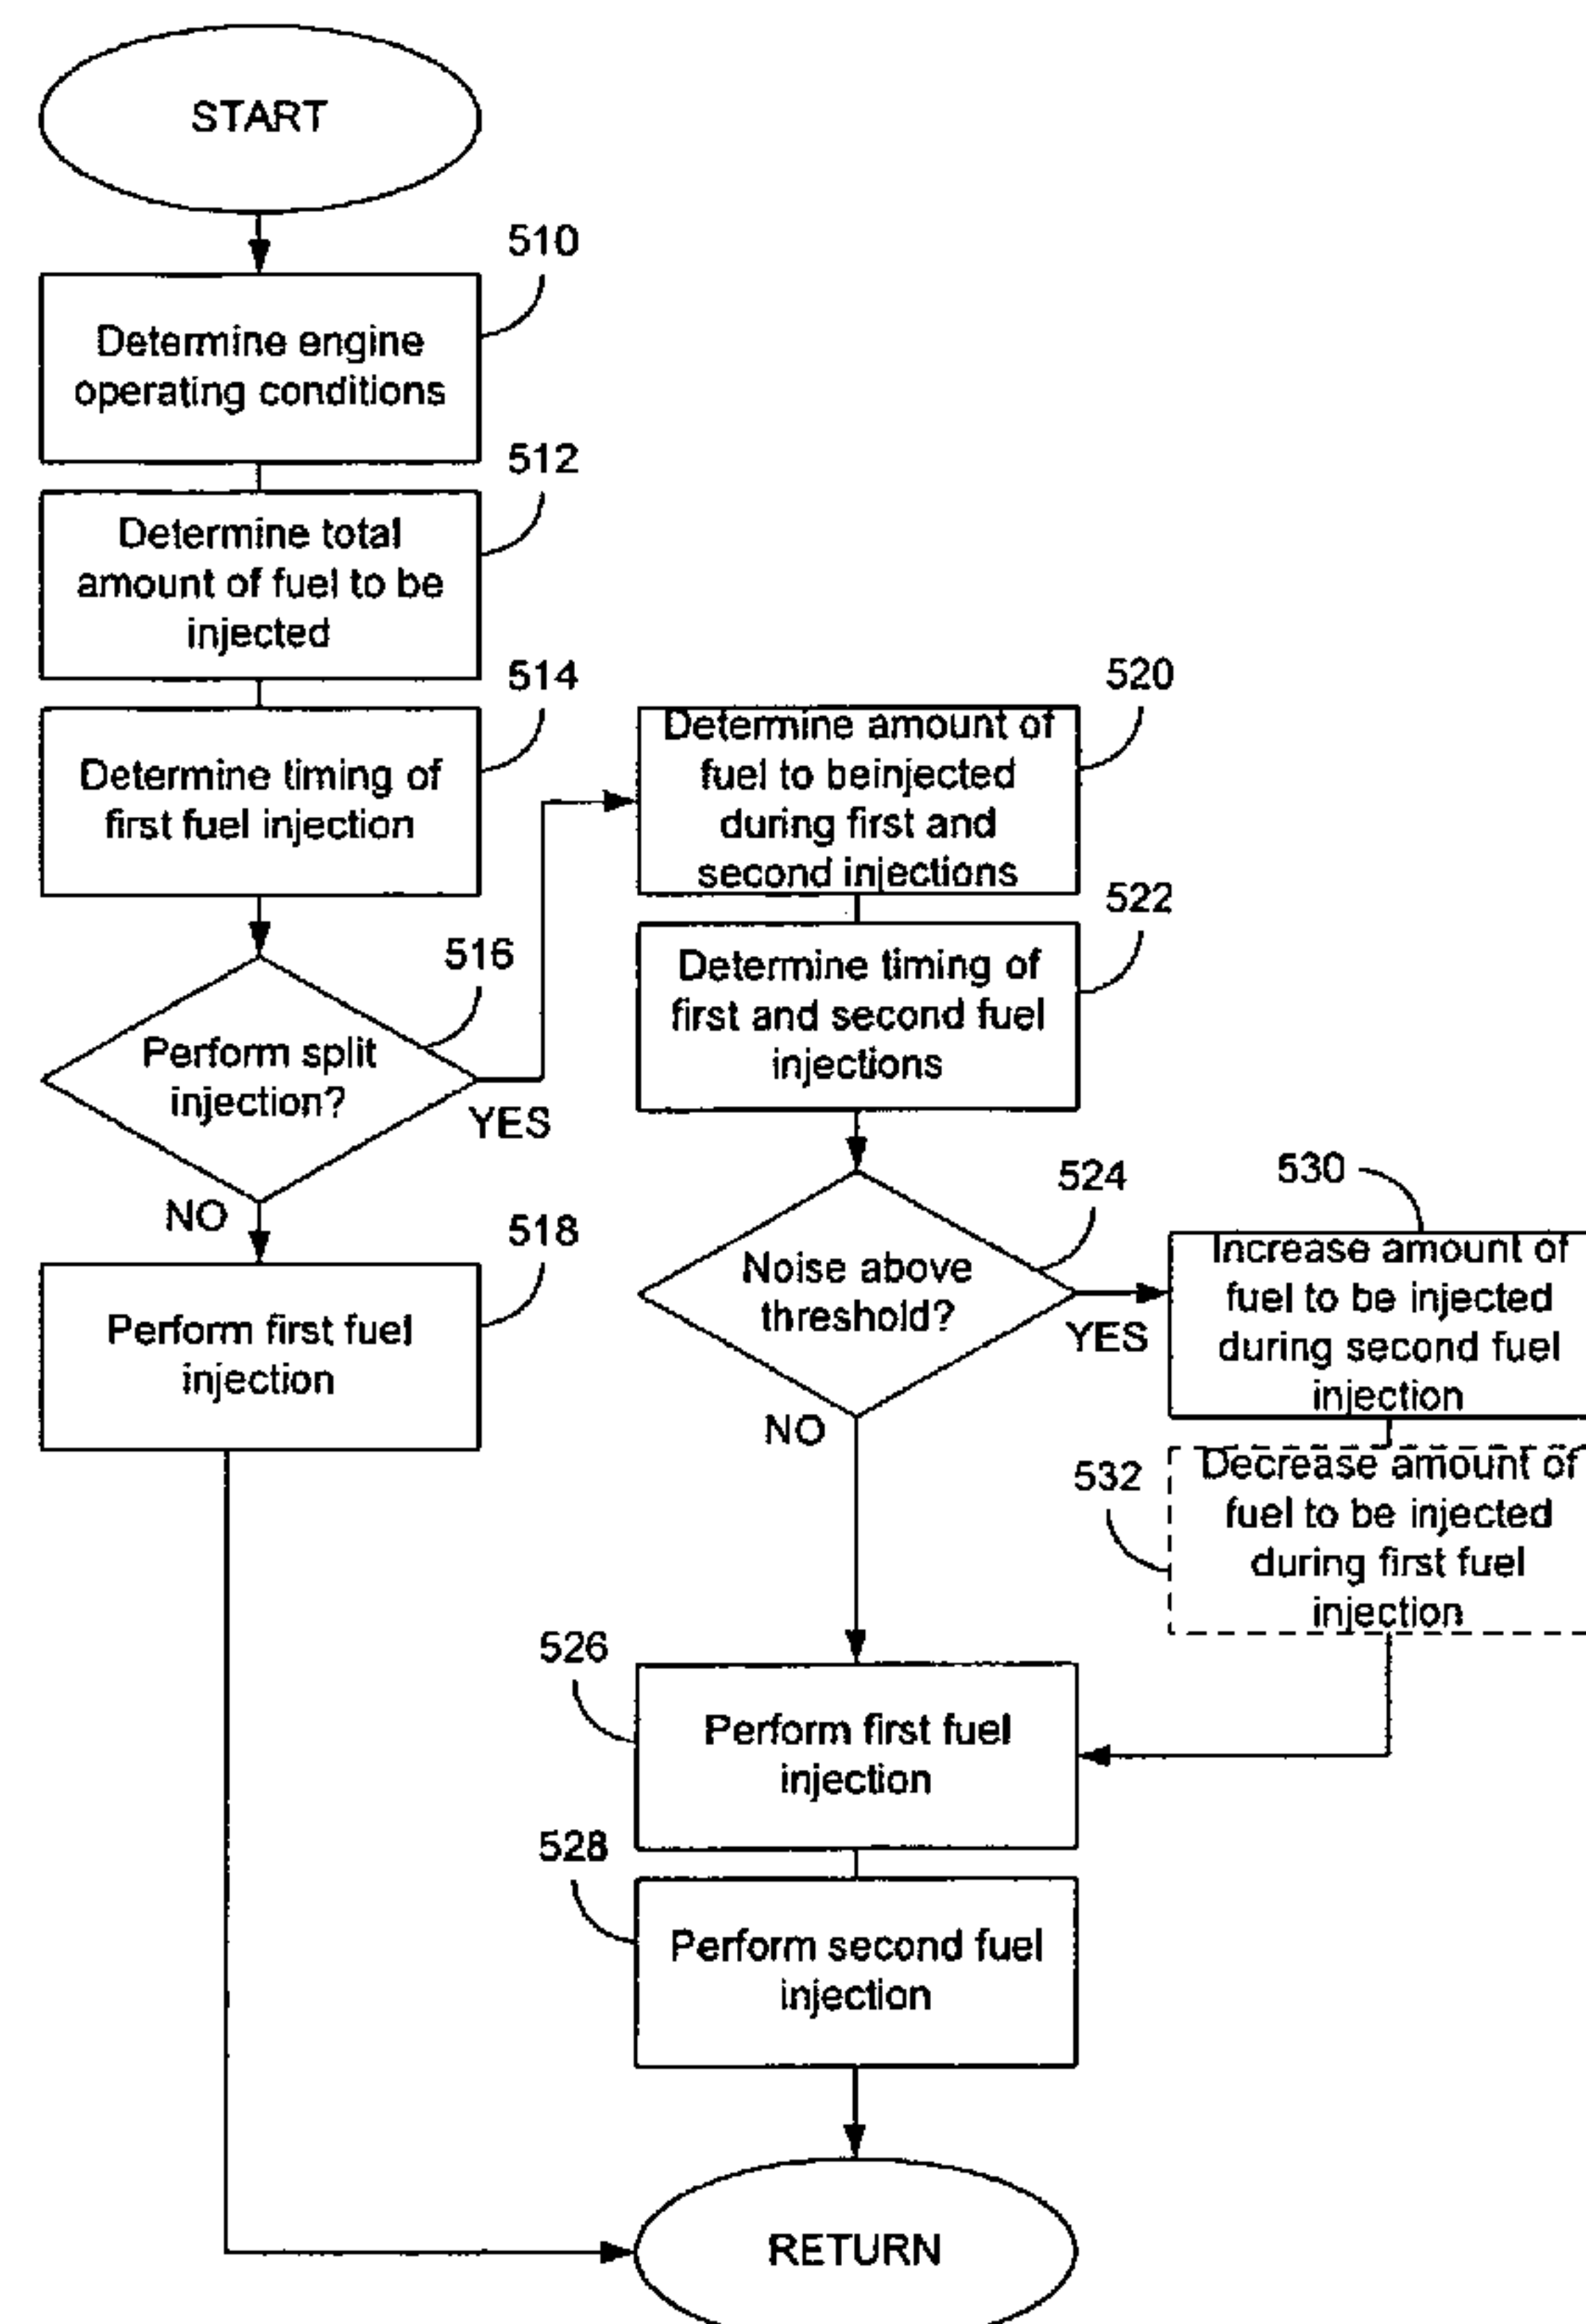 START
510
Determine engine
operating conditions
512
Determine total
amount of fuel to be
injected
514
Determine timing of
first fuel injection
516
Perform split
injection?
YES
NO
518
Perform first fuel
injection
520
Determine amount of
fuel to beinjected
during first and
second injections
522
Determine timing of
first and second fuel
injections
524
Noise above
threshold?
YES
NO
530
Increase amount of
fuel to be injected
during second fuel
injection
532
Decrease amount of
fuel to be injected
during first fuel
injection
526
Perform first fuel
injection
528
Perform second fuel
injection
RETURN